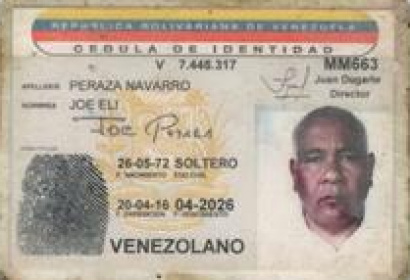 REPUBLICA BOLIVARIANA DE VENEZUELA
CEDULA DE IDENTIDAD
V 7.446.317 MM663
APELLIDOS PERAZA NAVARRO
Juan Dugarte
Director
NOMBRES JOE ELI
Joe Peraza
26-05-72 SOLTERO
F. NACIMIENTO EDO. CIVIL
20-04-16 04-2026
F. EXPEDICION F. VENCIMIENTO
VENEZOLANO